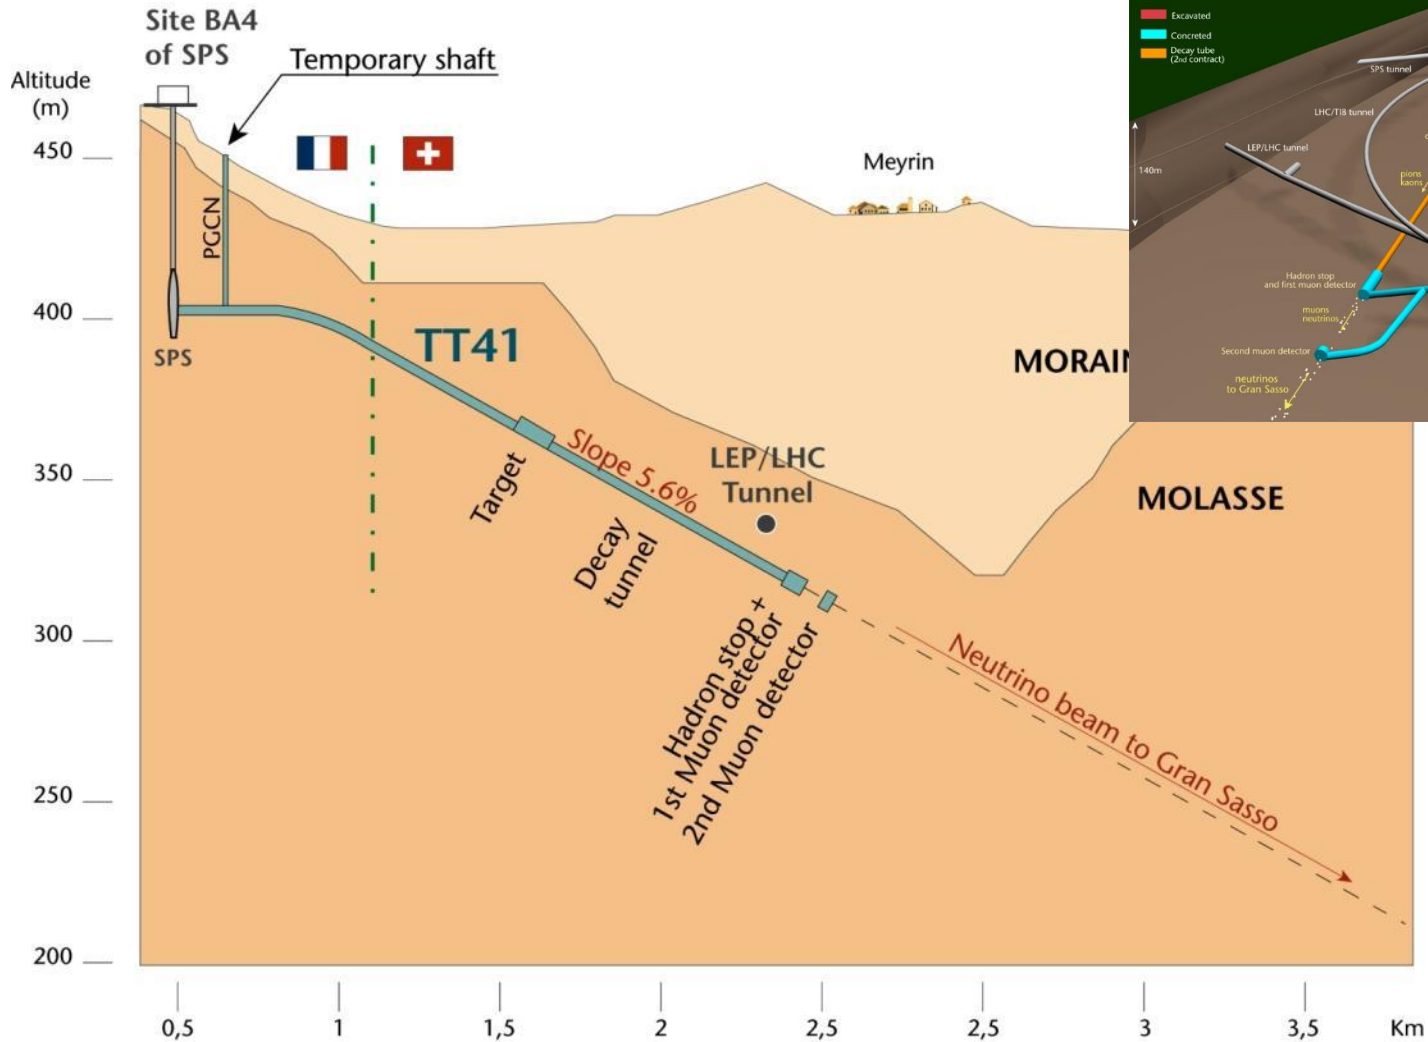 Site BA4
of SPS
Temporary shaft
Altitude
(m)
450
400
350
300
250
200
PGCN
SPS
TT41
Target
Slope 5.6%
Decay
tunnel
LEP/LHC
Tunnel
Hadron stop +
1st Muon detector
2nd Muon detector
Neutrino beam to Gran Sasso
Meyrin
MORAIN
MOLASSE
0,5
1
1,5
2
2,5
2,5
3
3,5
Km
Excavated
Concreted
Decay tube
(2nd contract)
SPS tunnel
LHC/TI8 tunnel
LEP/LHC tunnel
140m
pions
kaons
Hadron stop
and first muon detector
muons
neutrinos
Second muon detector
neutrinos
to Gran Sasso